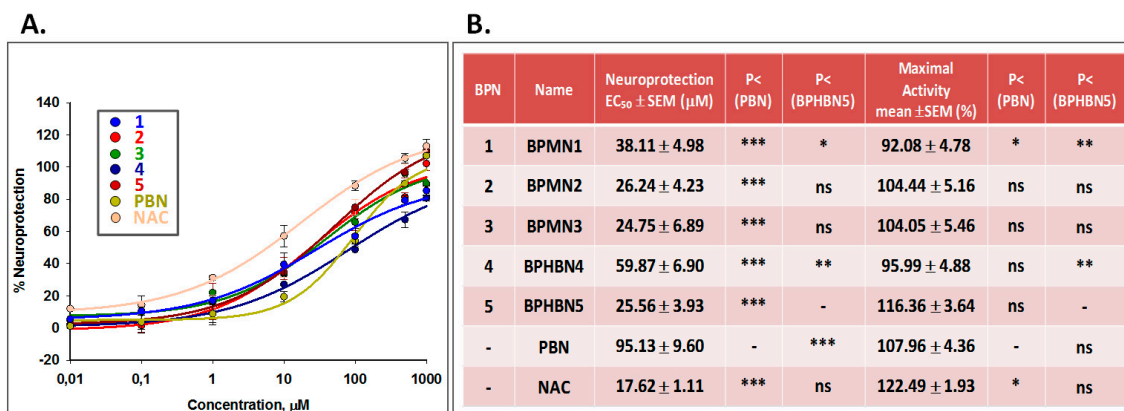 A.
B.
% Neuroprotection
140
120
100
80
60
40
20
0
-20
1
2
3
4
5
PBN
NAC
0,01 0,1 1 10 100 1000
Concentration, µM
BPN Name Neuroprotection EC₅₀ ± SEM (µM) P< (PBN) P< (BPHBN5) Maximal Activity mean ±SEM (%) P< (PBN) P< (BPHBN5)
1 BPMN1 38.11 ± 4.98 *** * 92.08 ± 4.78 * **
2 BPMN2 26.24 ± 4.23 *** ns 104.44 ± 5.16 ns ns
3 BPMN3 24.75 ± 6.89 *** ns 104.05 ± 5.46 ns ns
4 BPHBN4 59.87 ± 6.90 *** ** 95.99 ± 4.88 ns **
5 BPHBN5 25.56 ± 3.93 *** - 116.36 ± 3.64 ns -
- PBN 95.13 ± 9.60 - *** 107.96 ± 4.36 - ns
- NAC 17.62 ± 1.11 *** ns 122.49 ± 1.93 * ns